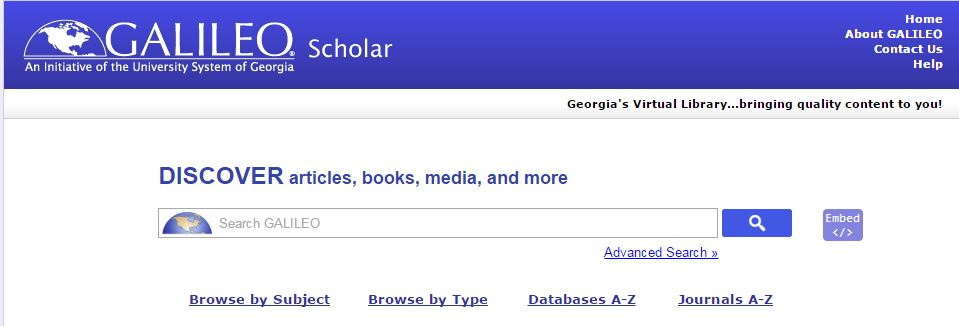 GALILEO® Scholar
An Initiative of the University System of Georgia
Home
About GALILEO
Contact Us
Help
Georgia's Virtual Library...bringing quality content to you!
DISCOVER articles, books, media, and more
Search GALILEO
Embed
</>
Advanced Search »
Browse by Subject Browse by Type Databases A-Z Journals A-Z